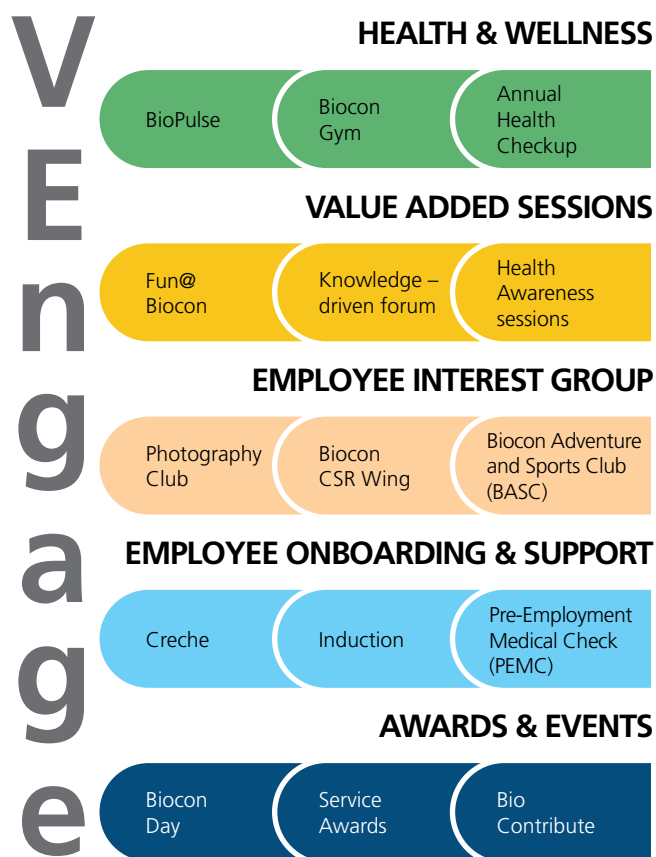 VEngage
HEALTH & WELLNESS
BioPulse
Biocon
Gym
Annual
Health
Checkup
VALUE ADDED SESSIONS
Fun@
Biocon
Knowledge –
driven forum
Health
Awareness
sessions
EMPLOYEE INTEREST GROUP
Photography
Club
Biocon
CSR Wing
Biocon Adventure
and Sports Club
(BASC)
EMPLOYEE ONBOARDING & SUPPORT
Creche
Induction
Pre-Employment
Medical Check
(PEMC)
AWARDS & EVENTS
Biocon
Day
Service
Awards
Bio
Contribute